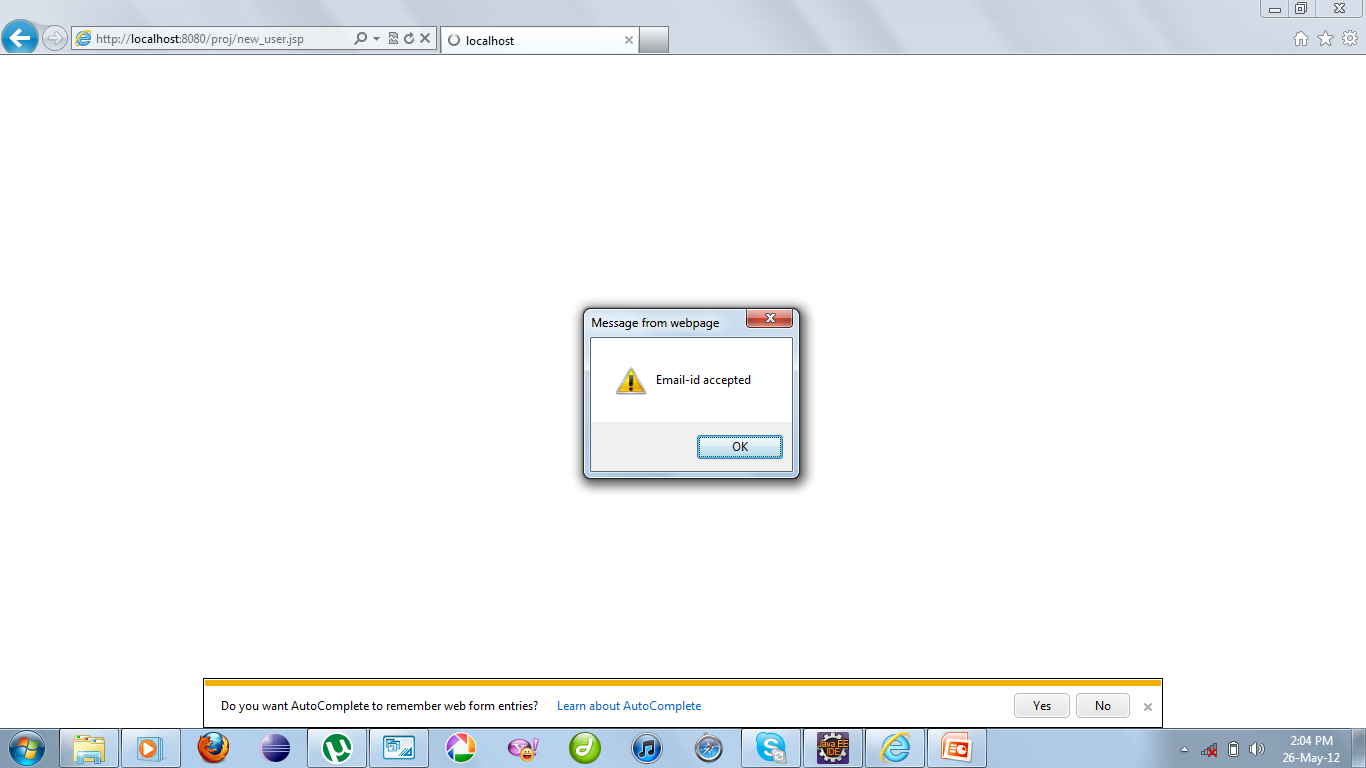 http://localhost:8080/proj/new_user.jsp
localhost
Message from webpage
Email-id accepted
OK
Do you want AutoComplete to remember web form entries? Learn about AutoComplete Yes No
Java EE
IDE
2:04 PM
26-May-12